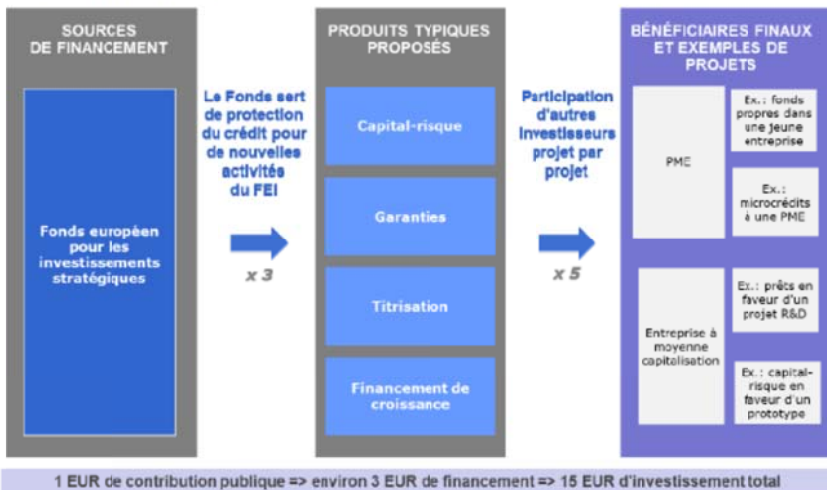 SOURCES
DE FINANCEMENT
Fonds européen
pour les
investissements
stratégiques
Le Fonds sert
de protection
du crédit pour
de nouvelles
activités
du FEI
x 3
PRODUITS TYPIQUES
PROPOSÉS
Capital-risque
Garanties
Titrisation
Financement de
croissance
Participation
d'autres
investisseurs
projet par
projet
x 5
BÉNÉFICIAIRES FINAUX
ET EXEMPLES DE
PROJETS
PME
Ex.: fonds
propres dans
une jeune
entreprise
Ex.:
microcrédits
à une PME
Entreprise à
moyenne
capitalisation
Ex.: prêts en
faveur d'un
projet R&D
Ex.: capital-
risque en
faveur d'un
prototype
1 EUR de contribution publique => environ 3 EUR de financement => 15 EUR d'investissement total